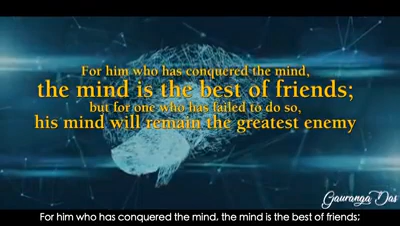 For him who has conquered the mind,
the mind is the best of friends;
but for one who has failed to do so,
his mind will remain the greatest enemy
Gauranga Das
For him who has conquered the mind, the mind is the best of friends;